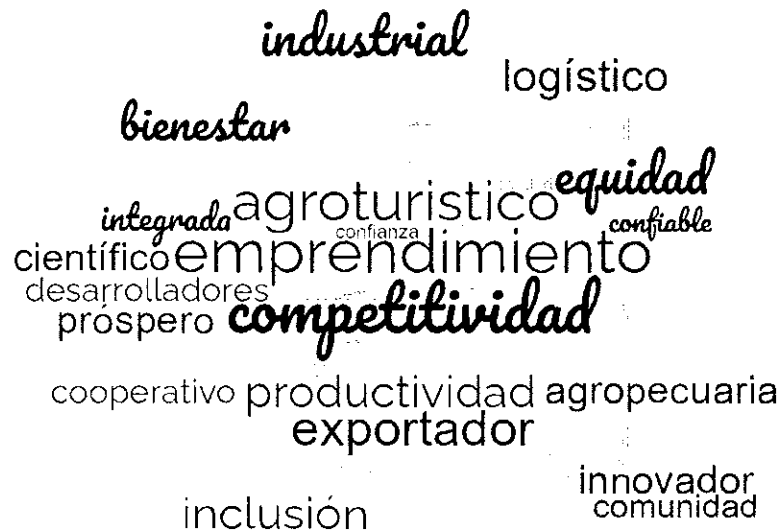 industrial
logístico
bienestar
equidad
agroturistico
integrada
confiable
confianza
científico emprendimiento
desarrolladores
próspero competitividad
cooperativo productividad agropecuaria
exportador
innovador
comunidad
inclusión